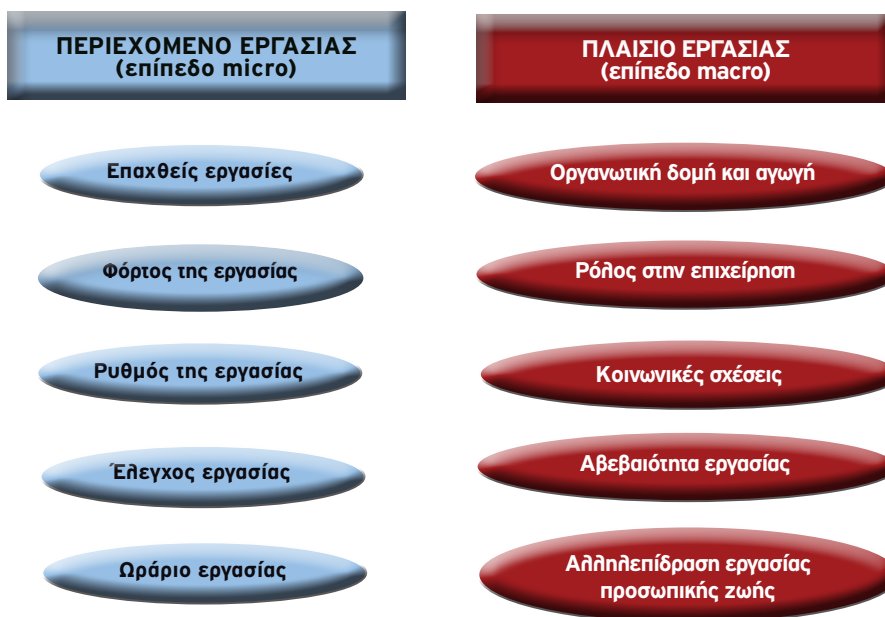 ΠΕΡΙΕΧΟΜΕΝΟ ΕΡΓΑΣΙΑΣ
(επίπεδο micro)
Επαχθείς εργασίες
Φόρτος της εργασίας
Ρυθμός της εργασίας
Έλεγχος εργασίας
Ωράριο εργασίας
ΠΛΑΙΣΙΟ ΕΡΓΑΣΙΑΣ
(επίπεδο macro)
Οργανωτική δομή και αγωγή
Ρόλος στην επιχείρηση
Κοινωνικές σχέσεις
Αβεβαιότητα εργασίας
Αλληλεπίδραση εργασίας
προσωπικής ζωής